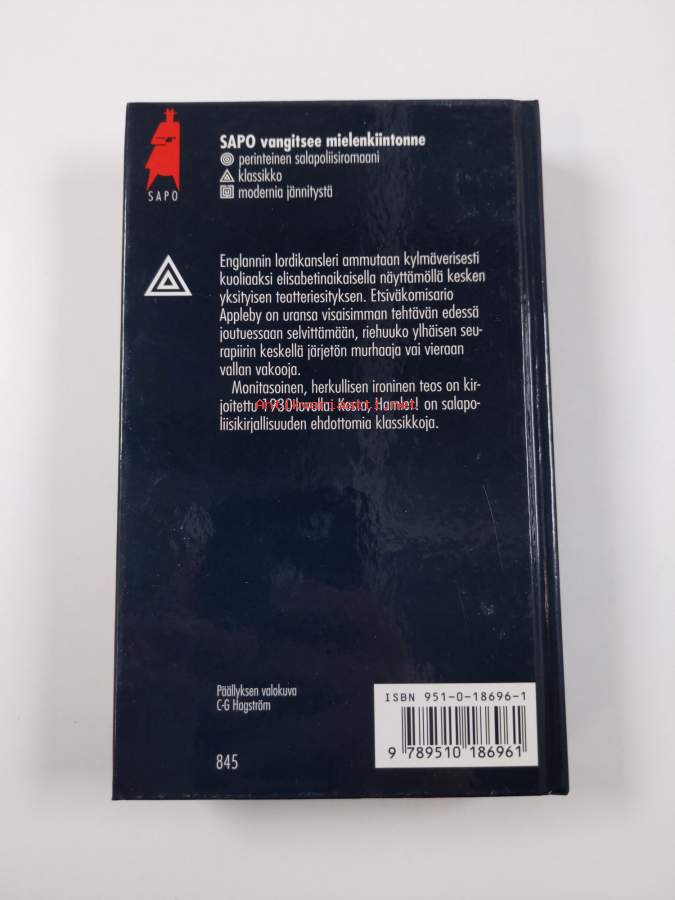 SAPO vangitsee mielenkiintonne
perinteinen salapoliisiromaani
klassikko
modernia jännitystä
SAPO
Englannin lordikansleri ammutaan kylmäverisesti
kuoliaaksi elisabetinaikaisella näyttämöllä kesken
yksityisen teatteriesityksen. Etsiväkomisario
Appleby on uransa visaisimman tehtävän edessä
joutuessaan selvittämään, riehuuko ylhäisen seu-
rapiirin keskellä järjetön murhaaja vai vieraan
vallan vakooja.
Monitasoinen, herkullisen ironinen teos on kir-
joitettu 1930-luvulla. Kosta, Hamlet! on salapo-
liisikirjallisuuden ehdottomia klassikkoja.
Päällyksen valokuva
C-G Hagström
845
ISBN 951-0-18696-1
9 789510 186961